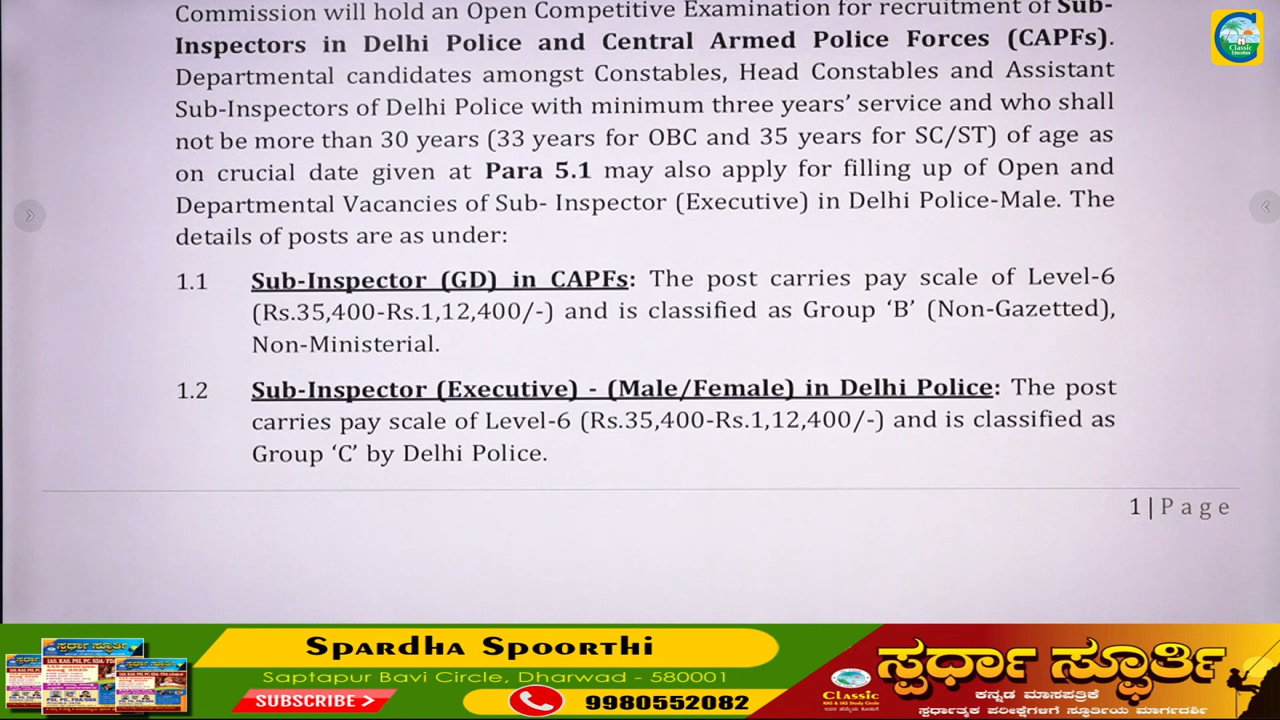 Commission will hold an Open Competitive Examination for recruitment of Sub-
Inspectors in Delhi Police and Central Armed Police Forces (CAPFs).
Departmental candidates amongst Constables, Head Constables and Assistant
Sub-Inspectors of Delhi Police with minimum three years’ service and who shall
not be more than 30 years (33 years for OBC and 35 years for SC/ST) of age as
on crucial date given at Para 5.1 may also apply for filling up of Open and
Departmental Vacancies of Sub- Inspector (Executive) in Delhi Police-Male. The
details of posts are as under:
1.1 Sub-Inspector (GD) in CAPFs: The post carries pay scale of Level-6
(Rs.35,400-Rs.1,12,400/-) and is classified as Group ‘B’ (Non-Gazetted),
Non-Ministerial.
1.2 Sub-Inspector (Executive) - (Male/Female) in Delhi Police: The post
carries pay scale of Level-6 (Rs.35,400-Rs.1,12,400/-) and is classified as
Group ‘C’ by Delhi Police.
1|Page
Classic
Education
Spardha Spoorthi
Saptapur Bavi Circle, Dharwad - 580001
SUBSCRIBE >
9980552082
ಸ್ಪರ್ಧಾ ಸ್ಫೂರ್ತಿ
ಕನ್ನಡ ಮಾಸಪತ್ರಿಕೆ
ಸ್ಪರ್ಧಾತ್ಮಕ ಪರೀಕ್ಷೆಗಳಿಗೆ ಸ್ಫೂರ್ತಿಯ ಮಾರ್ಗದರ್ಶಿ
Classic
KAS & IAS Study Circle